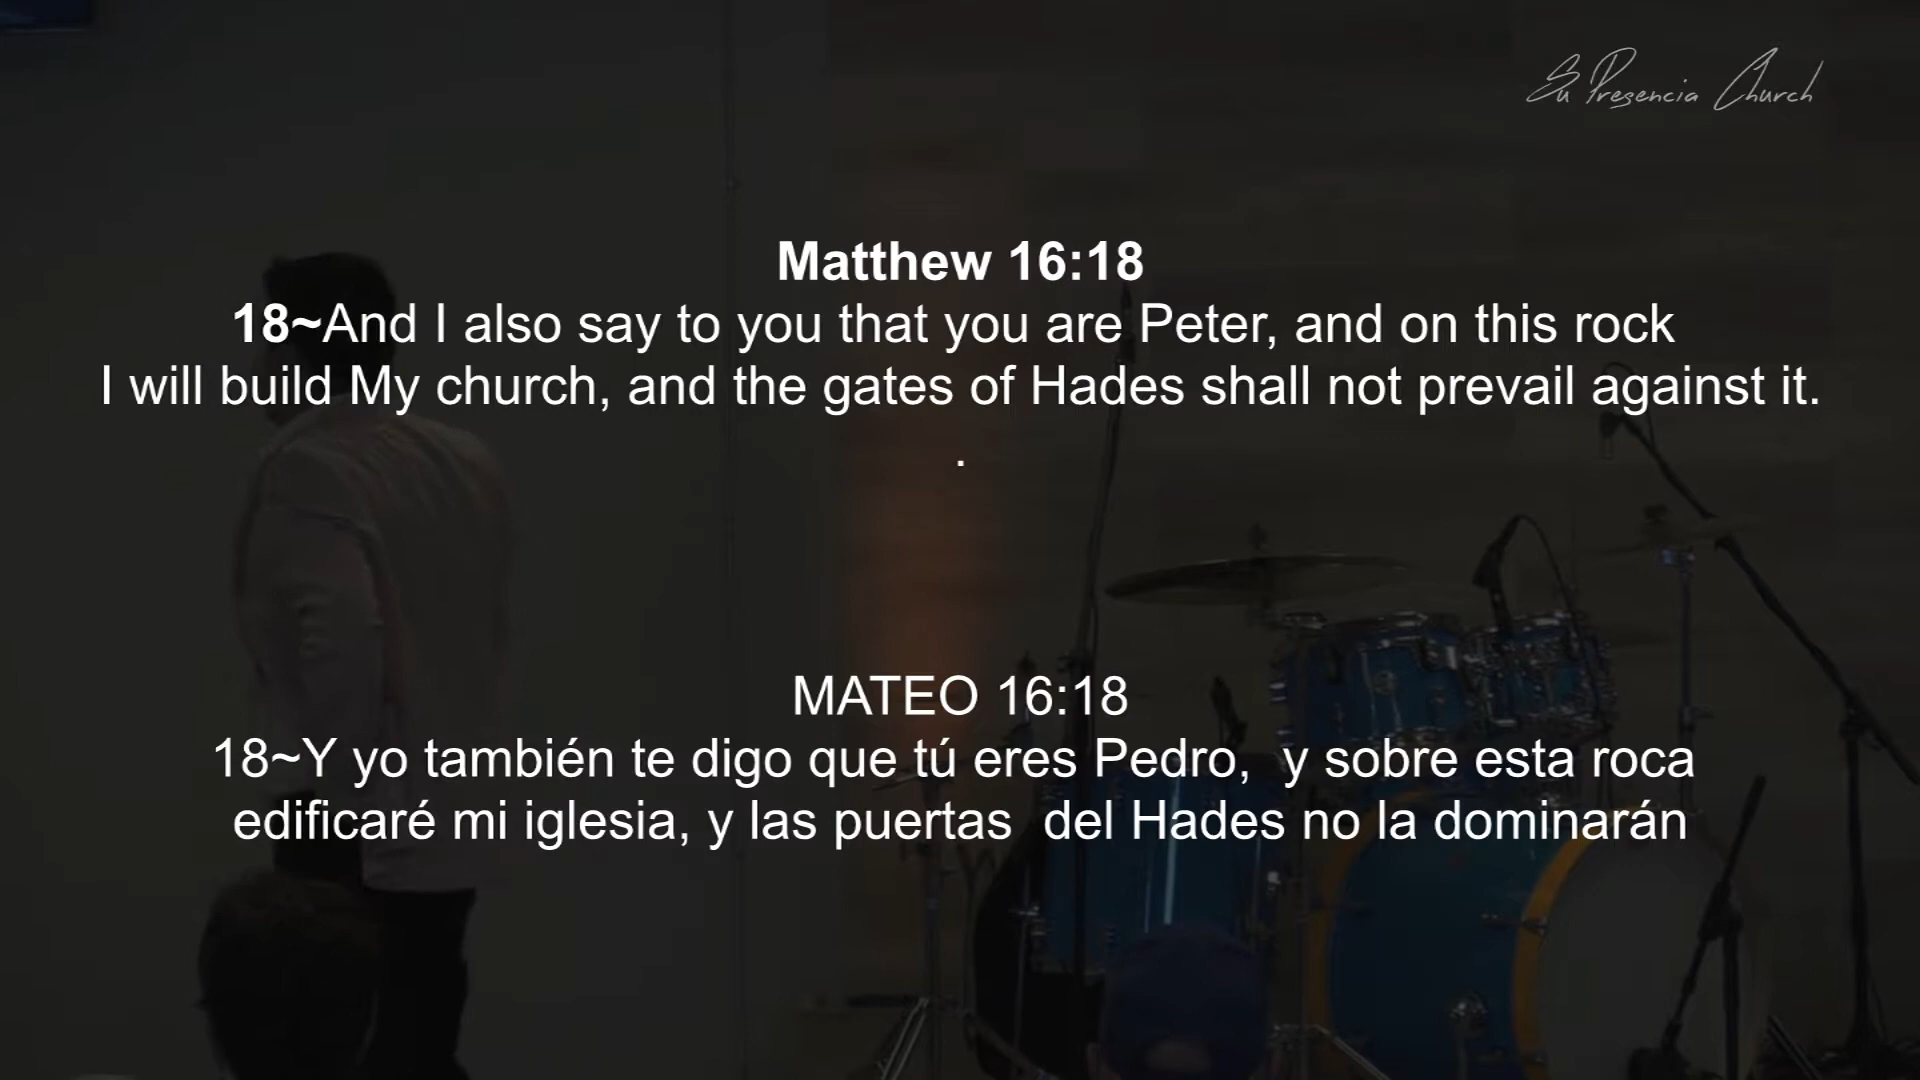 Su Presencia Church
Matthew 16:18
18~And I also say to you that you are Peter, and on this rock
I will build My church, and the gates of Hades shall not prevail against it.
.
MATEO 16:18
18~Y yo también te digo que tú eres Pedro,  y sobre esta roca
edificaré mi iglesia, y las puertas  del Hades no la dominarán